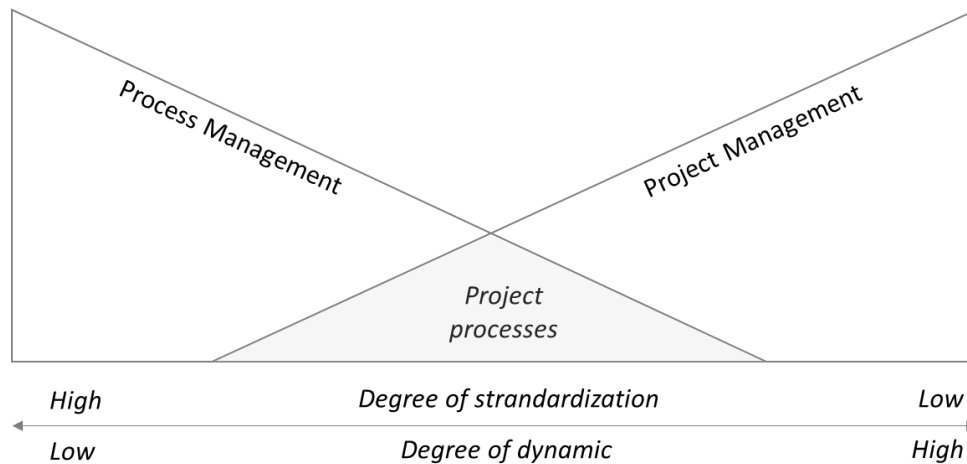 Process Management
Project Management
Project
processes
High Degree of strandardization Low
Low Degree of dynamic High